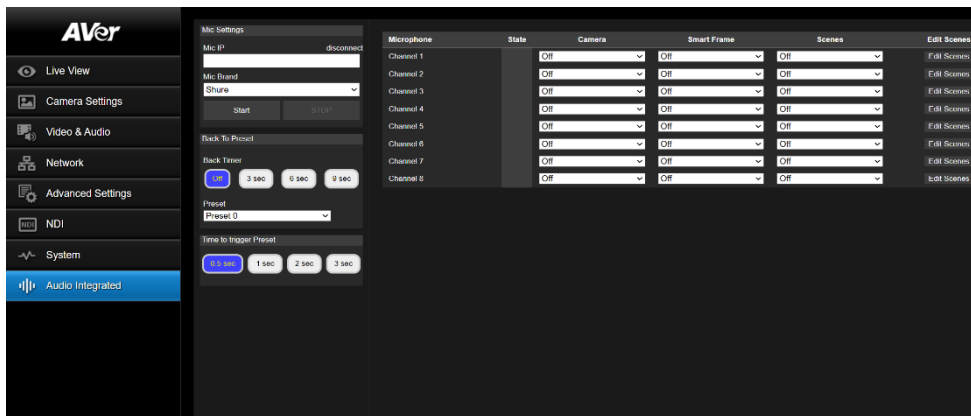 AVer
Live View
Camera Settings
Video & Audio
Network
Advanced Settings
NDI NDI
System
Audio Integrated
Mic Settings
Mic IP disconnect
Mic Brand
Shure
Start STOP
Back To Preset
Back Timer
Off 3 sec 6 sec 9 sec
Preset
Preset 0
Time to trigger Preset
0.5 sec 1 sec 2 sec 3 sec
Microphone State Camera Smart Frame Scenes Edit Scenes
Channel 1 Off Off Off Edit Scenes
Channel 2 Off Off Off Edit Scenes
Channel 3 Off Off Off Edit Scenes
Channel 4 Off Off Off Edit Scenes
Channel 5 Off Off Off Edit Scenes
Channel 6 Off Off Off Edit Scenes
Channel 7 Off Off Off Edit Scenes
Channel 8 Off Off Off Edit Scenes